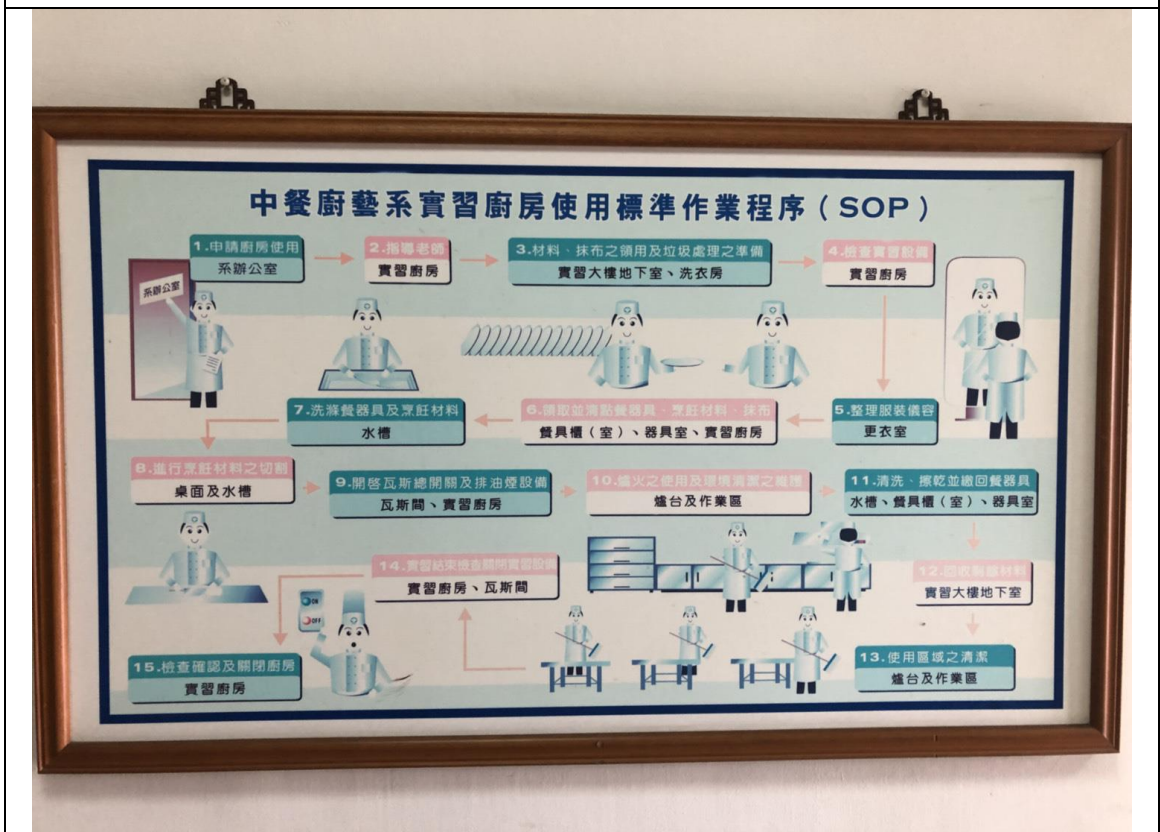 中餐廚藝系實習廚房使用標準作業程序（SOP）
1.申請廚房使用
系辦公室
2.指導老師
實習廚房
3.材料、抹布之領用及垃圾處理之準備
實習大樓地下室、洗衣房
4.檢查實習設備
實習廚房
系辦公室
5.整理服裝儀容
更衣室
6.領取並清點餐器具、烹飪材料、抹布
餐具櫃（室）、器具室、實習廚房
7.洗滌餐器具及烹飪材料
水槽
8.進行烹飪材料之切割
桌面及水槽
9.開啓瓦斯總開關及排油煙設備
瓦斯間、實習廚房
10.爐火之使用及環境清潔之維護
爐台及作業區
11.清洗、擦乾並繳回餐器具
水槽、餐具櫃（室）、器具室
12.回收剩餘材料
實習大樓地下室
13.使用區域之清潔
爐台及作業區
14.實習結束檢查關閉實習設備
實習廚房、瓦斯間
ON
OFF
15.檢查確認及關閉廚房
實習廚房